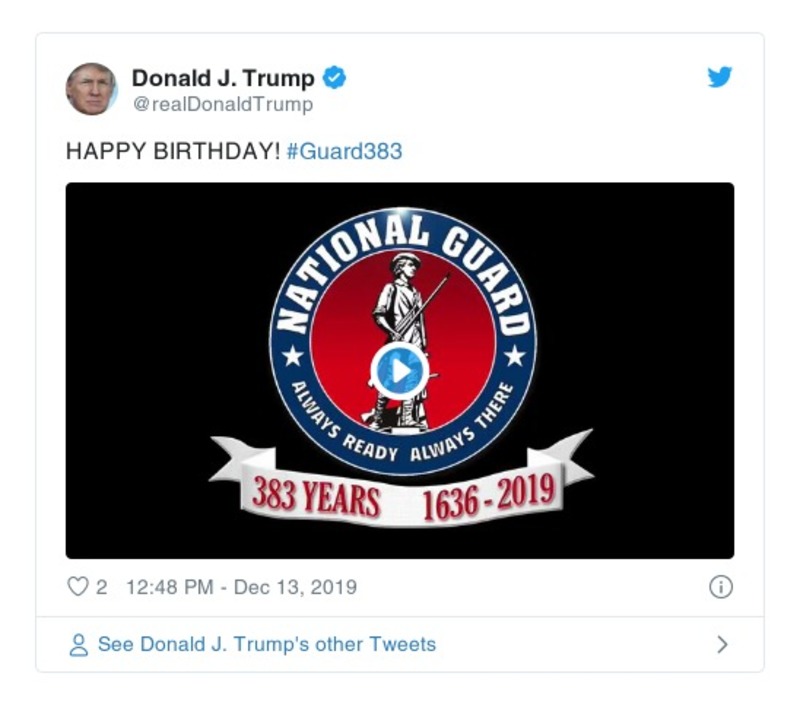 Donald J. Trump
@realDonaldTrump
HAPPY BIRTHDAY! #Guard383
NATIONAL GUARD
ALWAYS READY ALWAYS THERE
383 YEARS 1636-2019
2 12:48 PM - Dec 13, 2019
See Donald J. Trump's other Tweets